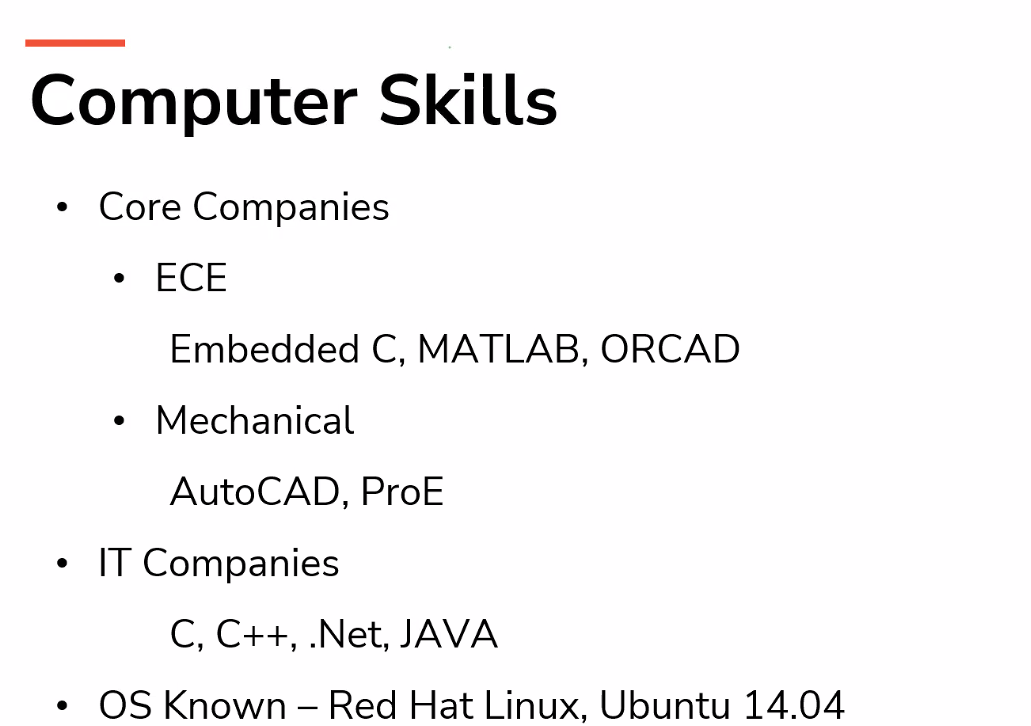 Computer Skills
• Core Companies
• ECE
Embedded C, MATLAB, ORCAD
• Mechanical
AutoCAD, ProE
• IT Companies
C, C++, .Net, JAVA
• OS Known – Red Hat Linux, Ubuntu 14.04